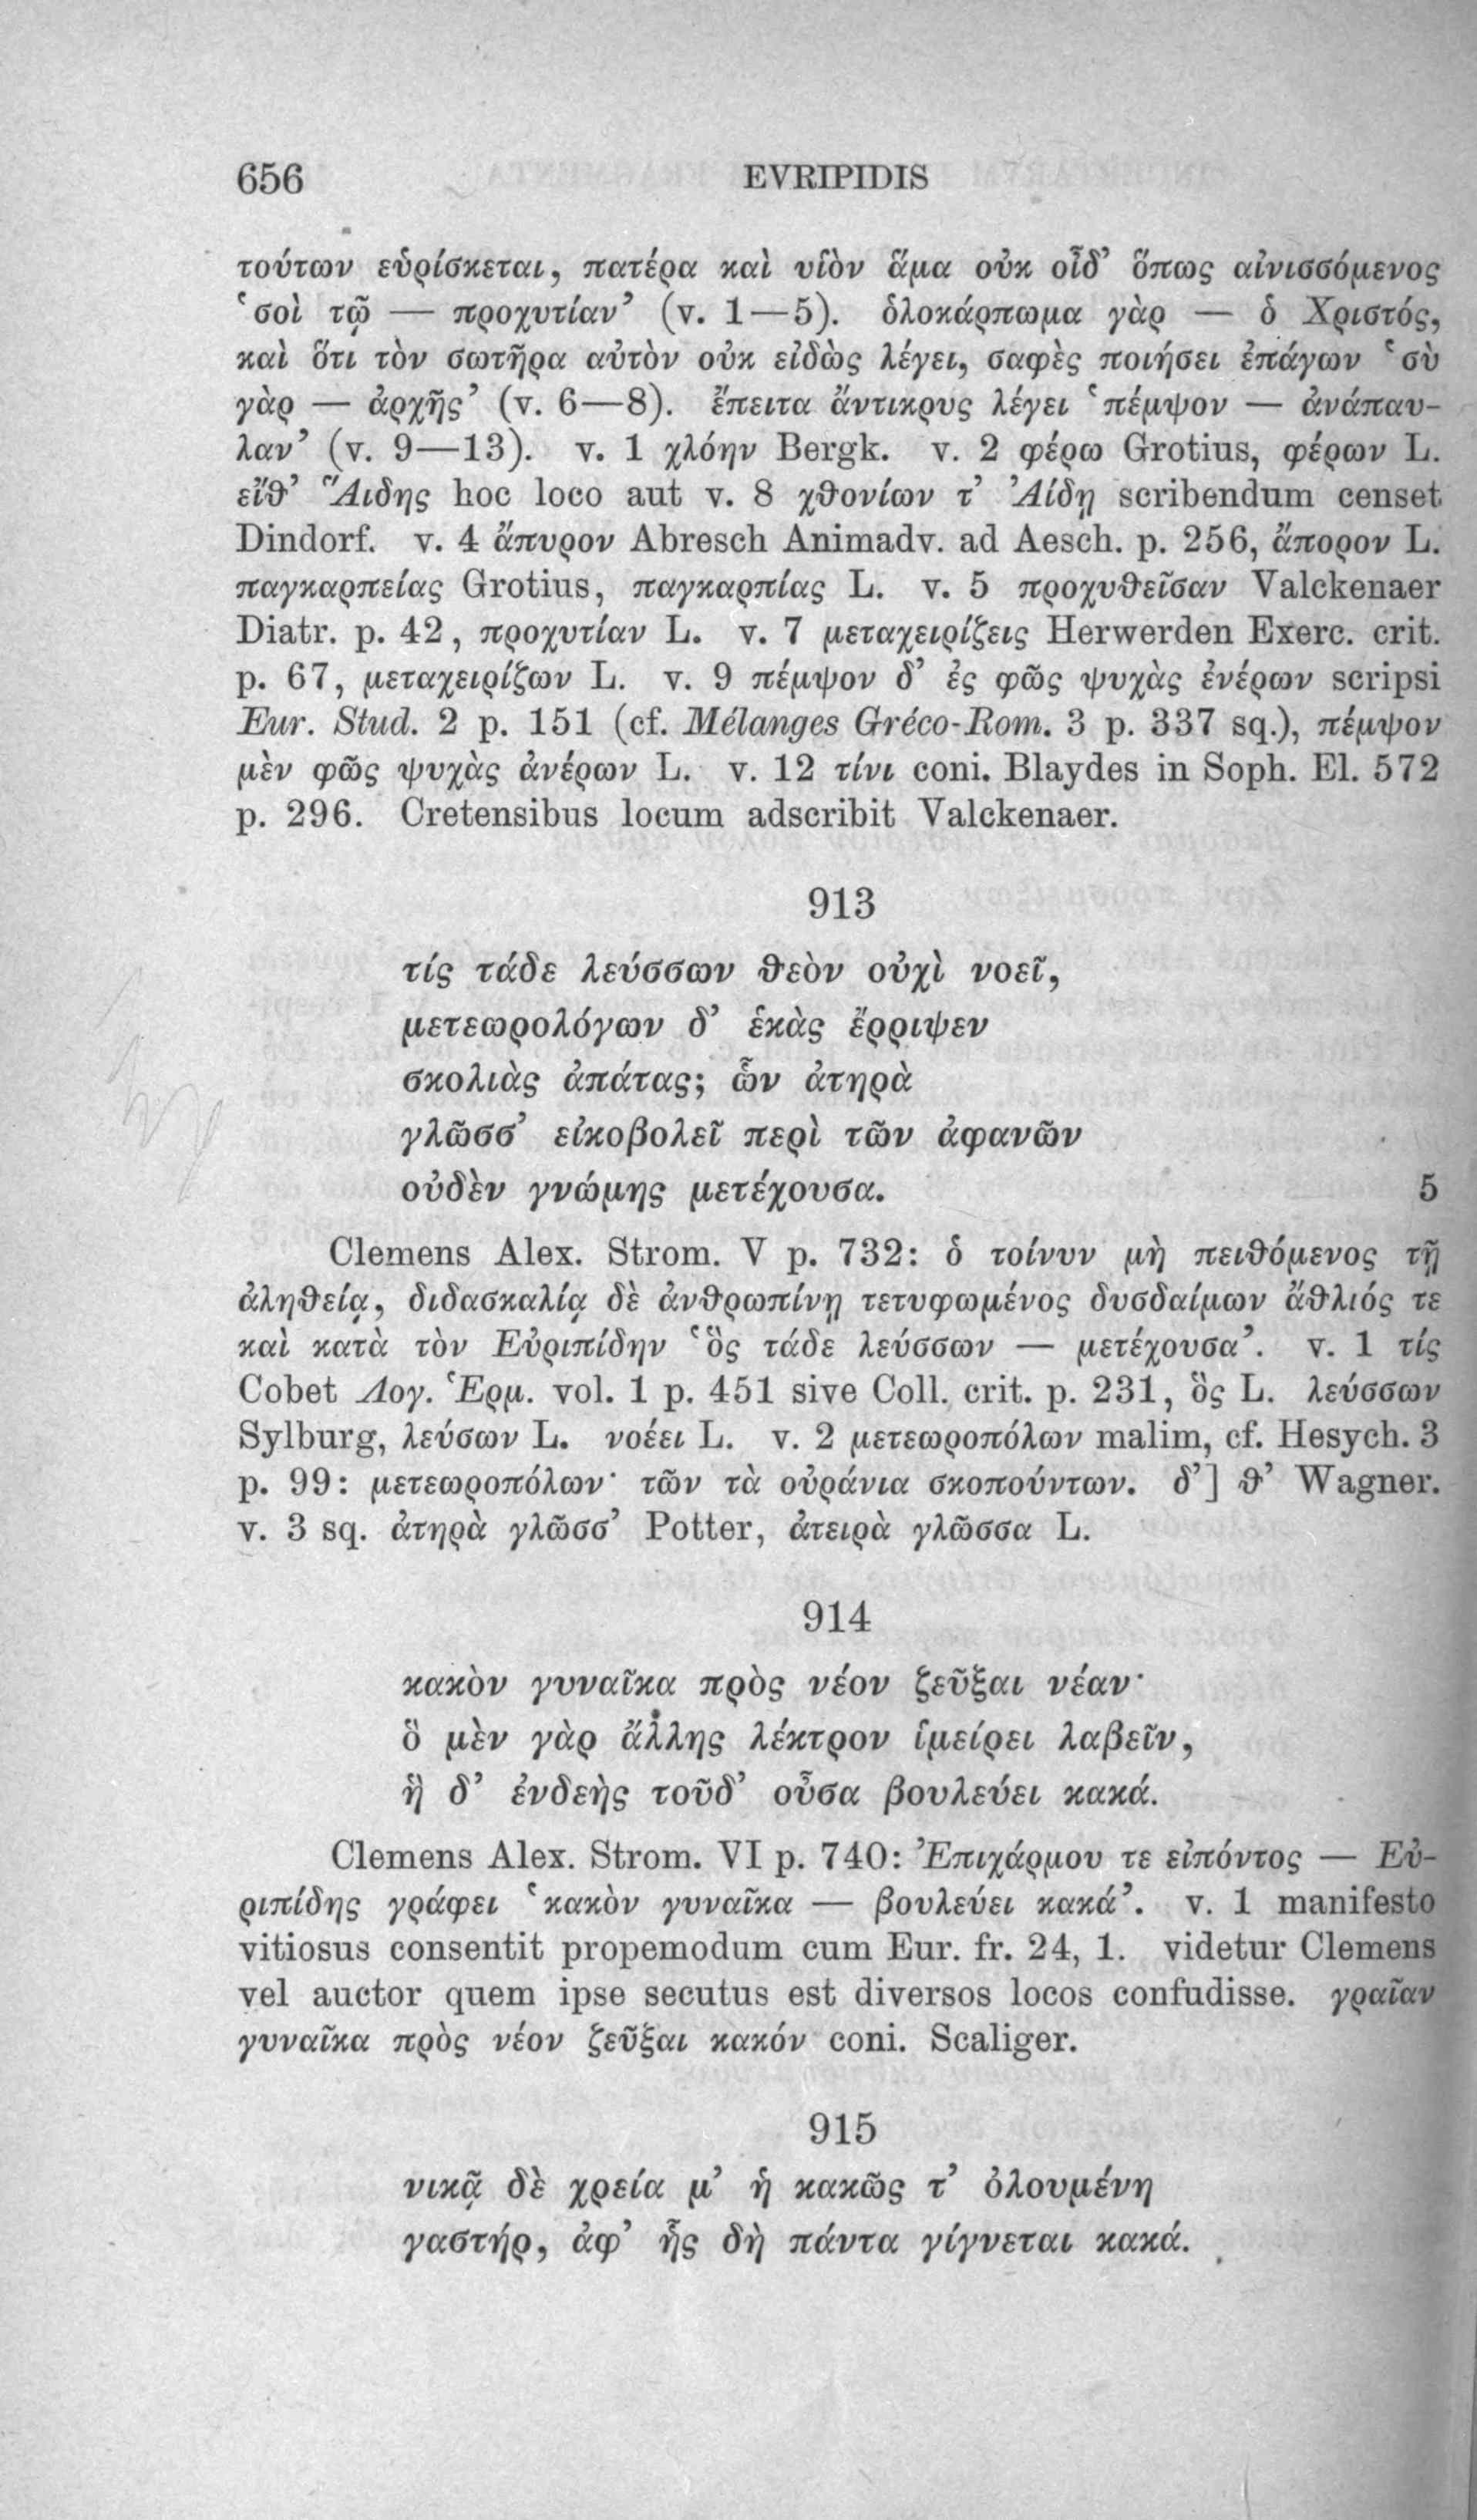 656 EVRIPIDIS
τούτων εὑρίσκεται, πατέρα καὶ υἱὸν ἅμα οὐκ οἶδ’ ὅπως αἰνισσόμενος
‘σοὶ τῷ — προχυτίαν’ (v. 1—5). ὁλοκάρπωμα γὰρ — ὁ Χριστός,
καὶ ὅτι τὸν σωτῆρα αὐτὸν οὐκ εἰδὼς λέγει, σαφὲς ποιήσει ἐπάγων ‘σὺ
γὰρ — ἀρχῆς’ (v. 6—8). ἔπειτα ἄντικρυς λέγει ‘πέμψον — ἀνάπαυ-
λαν’ (v. 9—13). v. 1 χλόην Bergk. v. 2 φέρω Grotius, φέρων L.
εἴθ’ Ἅιδης hoc loco aut v. 8 χθονίων τ’ Ἀίδῃ scribendum censet
Dindorf. v. 4 ἄπυρον Abresch Animadv. ad Aesch. p. 256, ἄπορον L.
παγκαρπείας Grotius, παγκαρπίας L. v. 5 προχυθεῖσαν Valckenaer
Diatr. p. 42, προχυτίαν L. v. 7 μεταχειρίζεις Herwerden Exerc. crit.
p. 67, μεταχειρίζων L. v. 9 πέμψον δ’ ἐς φῶς ψυχὰς ἐνέρων scripsi
Eur. Stud. 2 p. 151 (cf. Mélanges Gréco-Rom. 3 p. 337 sq.), πέμψον
μὲν φῶς ψυχὰς ἀνέρων L. v. 12 τίνι coni. Blaydes in Soph. El. 572
p. 296. Cretensibus locum adscribit Valckenaer.
913
τίς τάδε λεύσσων θεὸν οὐχὶ νοεῖ,
μετεωρολόγων δ’ ἑκὰς ἔρριψεν
σκολιὰς ἀπάτας; ὧν ἀτηρὰ
γλῶσσ’ εἰκοβολεῖ περὶ τῶν ἀφανῶν
οὐδὲν γνώμης μετέχουσα. 5
Clemens Alex. Strom. V p. 732: ὁ τοίνυν μὴ πειθόμενος τῇ
ἀληθείᾳ, διδασκαλίᾳ δὲ ἀνθρωπίνῃ τετυφωμένος δυσδαίμων ἄθλιός τε
καὶ κατὰ τὸν Εὐριπίδην ‘ὃς τάδε λεύσσων — μετέχουσα’. v. 1 τίς
Cobet Λογ. Ἑρμ. vol. 1 p. 451 sive Coll. crit. p. 231, ὃς L. λεύσσων
Sylburg, λεύσων L. νοέει L. v. 2 μετεωροπόλων malim, cf. Hesych. 3
p. 99: μετεωροπόλων· τῶν τὰ οὐράνια σκοπούντων. δ’] θ’ Wagner.
v. 3 sq. ἀτηρὰ γλῶσσ’ Potter, ἀτειρὰ γλῶσσα L.
914
κακὸν γυναῖκα πρὸς νέον ζεῦξαι νέαν·
ὃ μὲν γὰρ ἄλλης λέκτρον ἱμείρει λαβεῖν,
ἣ δ’ ἐνδεὴς τοῦδ’ οὖσα βουλεύει κακά.
Clemens Alex. Strom. VI p. 740: Ἐπιχάρμου τε εἰπόντος — Εὐ-
ριπίδης γράφει ‘κακὸν γυναῖκα — βουλεύει κακά’. v. 1 manifesto
vitiosus consentit propemodum cum Eur. fr. 24, 1. videtur Clemens
vel auctor quem ipse secutus est diversos locos confudisse. γραῖαν
γυναῖκα πρὸς νέον ζεῦξαι κακόν coni. Scaliger.
915
νικᾷ δὲ χρεία μ’ ἡ κακῶς τ’ ὀλουμένη
γαστήρ, ἀφ’ ἧς δὴ πάντα γίγνεται κακά.